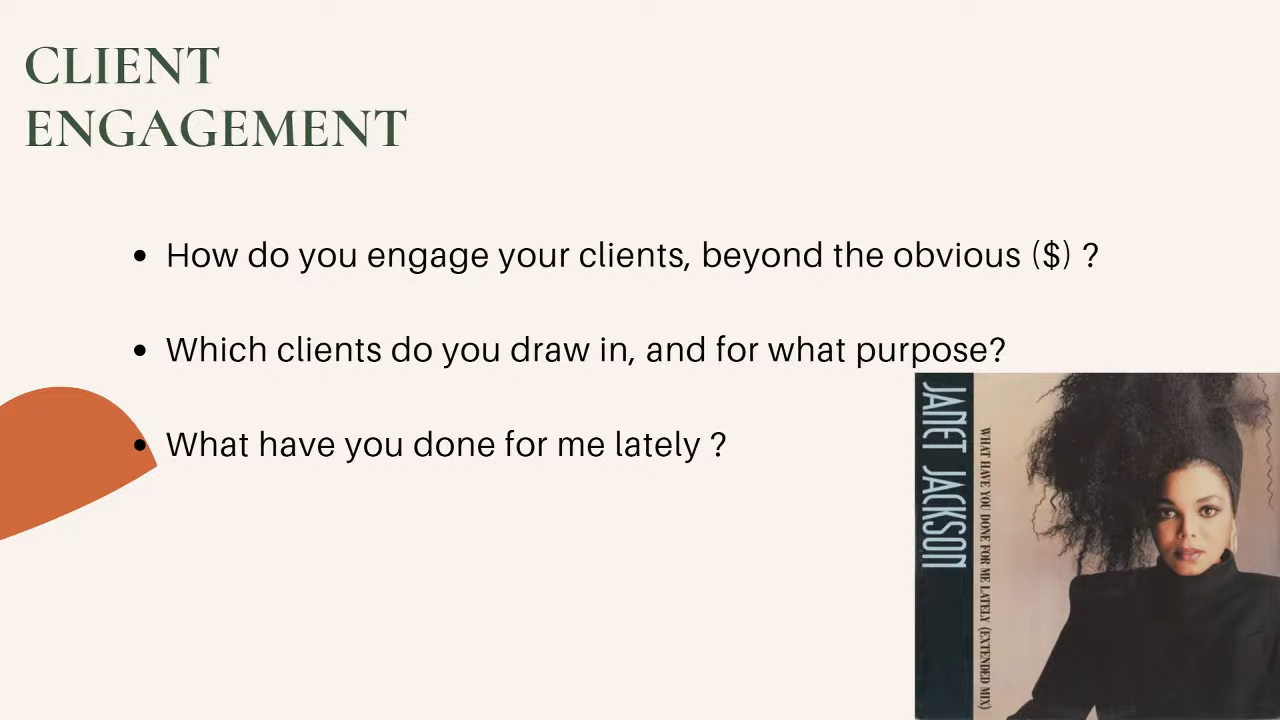 CLIENT
ENGAGEMENT
How do you engage your clients, beyond the obvious ($) ?
Which clients do you draw in, and for what purpose?
What have you done for me lately ?
JANET JACKSON
WHAT HAVE YOU DONE FOR ME LATELY (EXTENDED MIX)